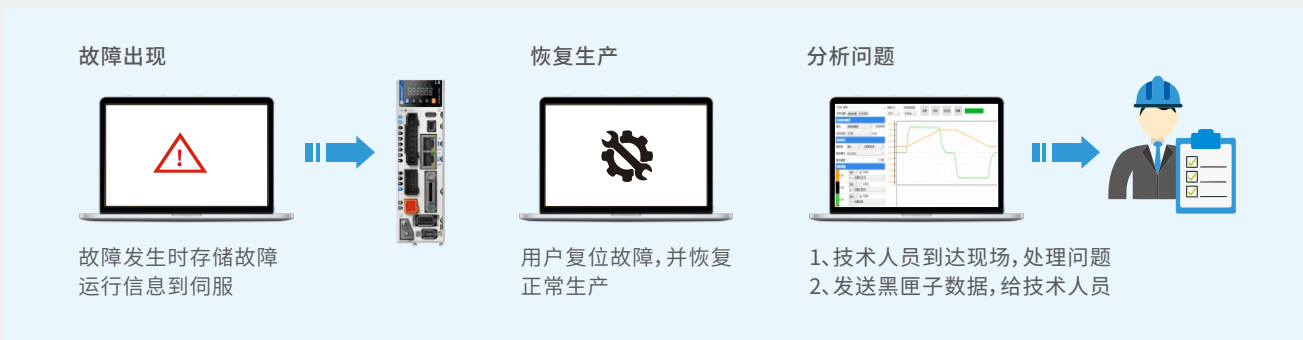 故障出现
恢复生产
分析问题
故障发生时存储故障
运行信息到伺服
用户复位故障，并恢复
正常生产
1、技术人员到达现场，处理问题
2、发送黑匣子数据，给技术人员